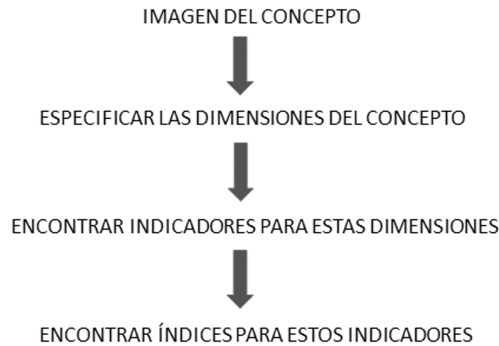 IMAGEN DEL CONCEPTO
ESPECIFICAR LAS DIMENSIONES DEL CONCEPTO
ENCONTRAR INDICADORES PARA ESTAS DIMENSIONES
ENCONTRAR ÍNDICES PARA ESTOS INDICADORES